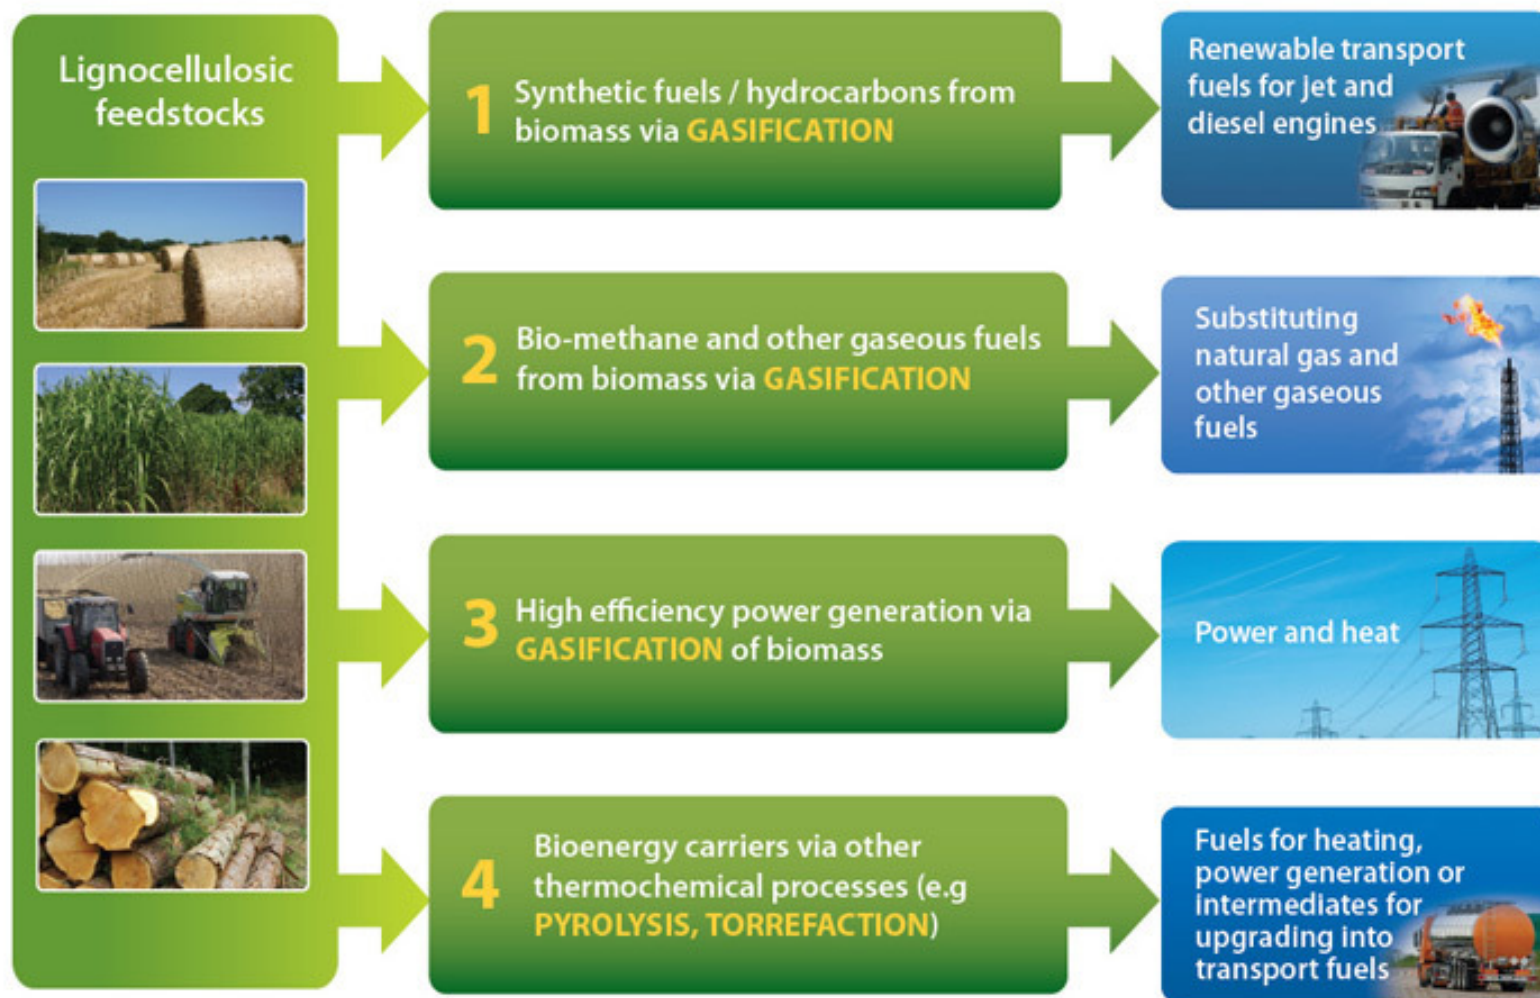 Lignocellulosic
feedstocks
1
Synthetic fuels / hydrocarbons from
biomass via GASIFICATION
Renewable transport
fuels for jet and
diesel engines
2
Bio-methane and other gaseous fuels
from biomass via GASIFICATION
Substituting
natural gas and
other gaseous
fuels
3
High efficiency power generation via
GASIFICATION of biomass
Power and heat
4
Bioenergy carriers via other
thermochemical processes (e.g
PYROLYSIS, TORREFACTION)
Fuels for heating,
power generation or
intermediates for
upgrading into
transport fuels